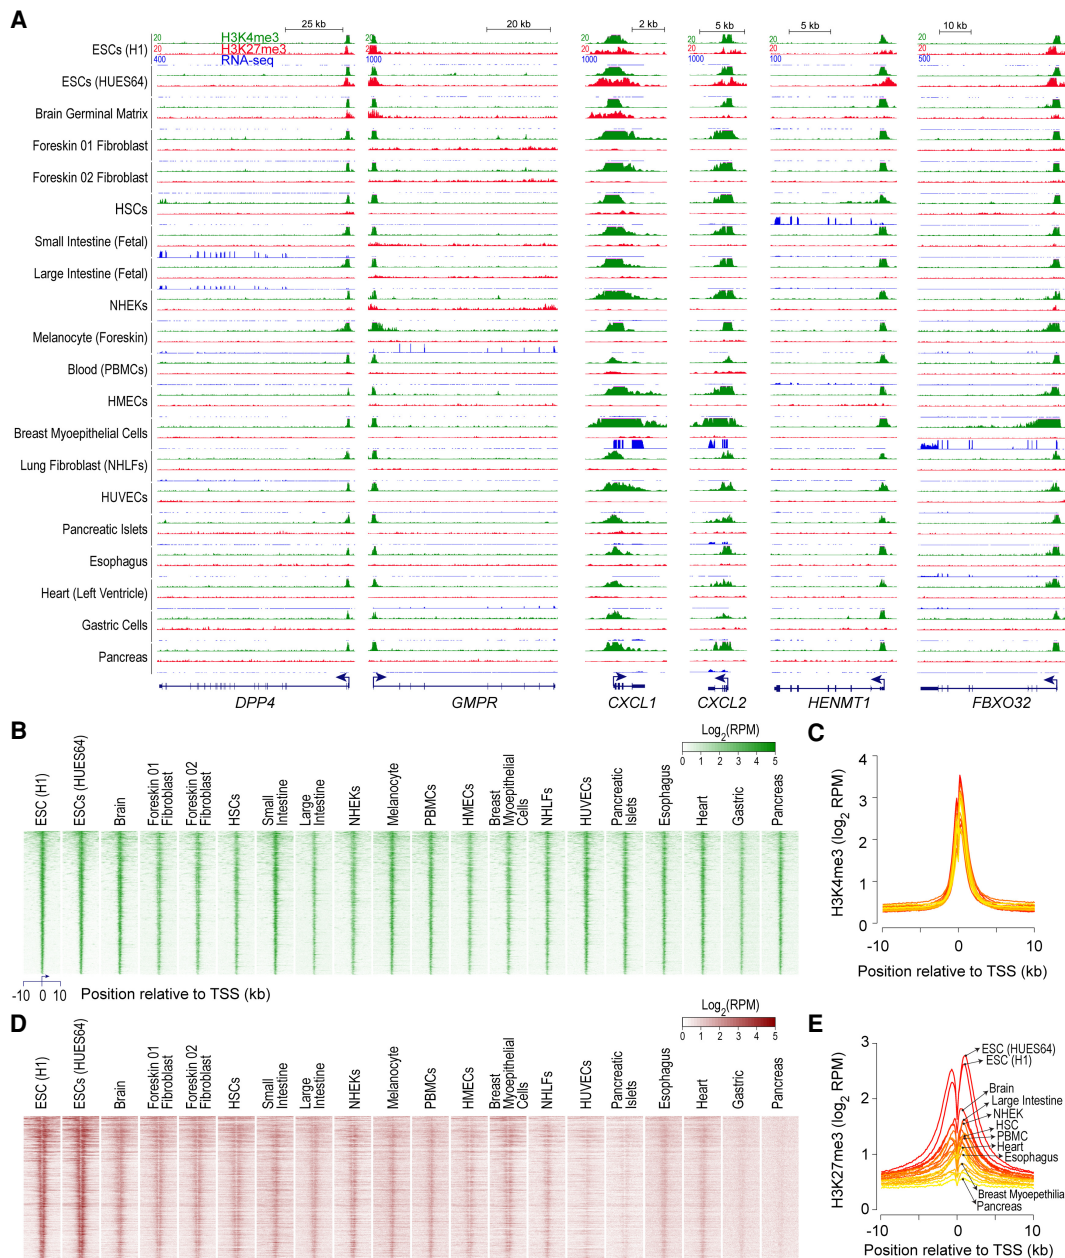 A
25 kb
20 kb
2 kb
5 kb
5 kb
10 kb
20 H3K4me3
20 H3K27me3
400 RNA-seq
1000
20
20
1000
20
20
1000
20
20
100
20
20
500
ESCs (H1)
ESCs (HUES64)
Brain Germinal Matrix
Foreskin 01 Fibroblast
Foreskin 02 Fibroblast
HSCs
Small Intestine (Fetal)
Large Intestine (Fetal)
NHEKs
Melanocyte (Foreskin)
Blood (PBMCs)
HMECs
Breast Myoepithelial Cells
Lung Fibroblast (NHLFs)
HUVECs
Pancreatic Islets
Esophagus
Heart (Left Ventricle)
Gastric Cells
Pancreas
DPP4 GMPR CXCL1 CXCL2 HENMT1 FBXO32
B
Log2(RPM)
0 1 2 3 4 5
ESC (H1)
ESCs (HUES64)
Brain
Foreskin 01
Fibroblast
Foreskin 02
Fibroblast
HSCs
Small
Intestine
Large
Intestine
NHEKs
Melanocyte
PBMCs
HMECs
Breast
Myoepithelial
Cells
NHLFs
HUVECs
Pancreatic
Islets
Esophagus
Heart
Gastric
Pancreas
-10 0 10
Position relative to TSS (kb)
C
H3K4me3 (log2 RPM)
4
3
2
1
0
-10 0 10
Position relative to TSS (kb)
D
Log2(RPM)
0 1 2 3 4 5
ESC (H1)
ESCs (HUES64)
Brain
Foreskin 01
Fibroblast
Foreskin 02
Fibroblast
HSCs
Small
Intestine
Large
Intestine
NHEKs
Melanocyte
PBMCs
HMECs
Breast
Myoepithelial
Cells
NHLFs
HUVECs
Pancreatic
Islets
Esophagus
Heart
Gastric
Pancreas
E
H3K27me3 (log2 RPM)
3
2
1
0
ESC (HUES64)
ESC (H1)
Brain
Large Intestine
NHEK
HSC
PBMC
Heart
Esophagus
Breast Myoepethilia
Pancreas
-10 0 10
Position relative to TSS (kb)